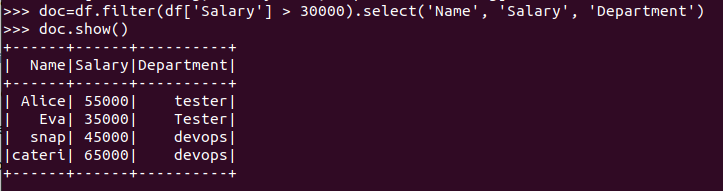 >>> doc=df.filter(df['Salary'] > 30000).select('Name', 'Salary', 'Department')
>>> doc.show()
+------+------+----------+
|  Name|Salary|Department|
+------+------+----------+
| Alice| 55000|    tester|
|   Eva| 35000|    Tester|
|  snap| 45000|    devops|
|cateri| 65000|    devops|
+------+------+----------+